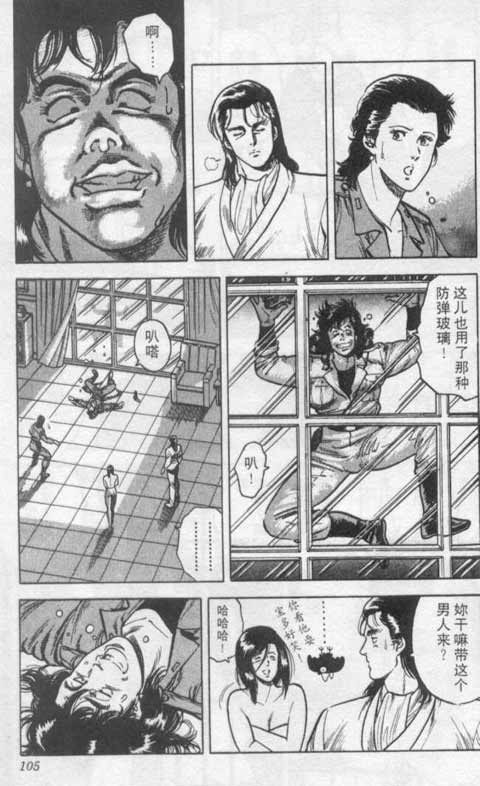 啊
……
这儿也用了那种
防弹玻璃！
叭！
叭嗒
…………
妳干嘛带这个
男人来？
你看他耍
宝多好笑！
哈哈哈！
105